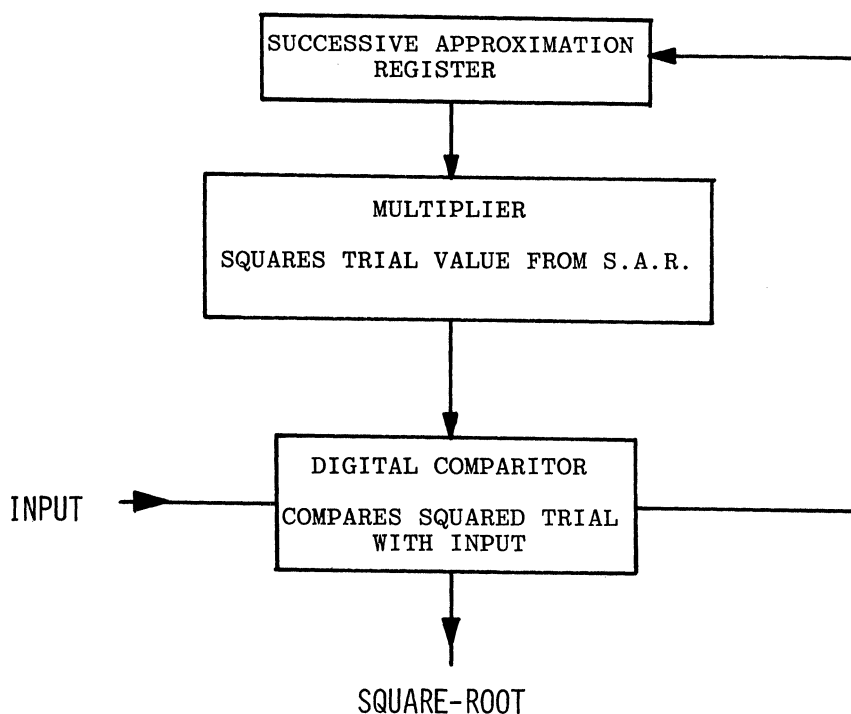 SUCCESSIVE APPROXIMATION
REGISTER
MULTIPLIER
SQUARES TRIAL VALUE FROM S.A.R.
DIGITAL COMPARITOR
COMPARES SQUARED TRIAL
WITH INPUT
INPUT
SQUARE-ROOT